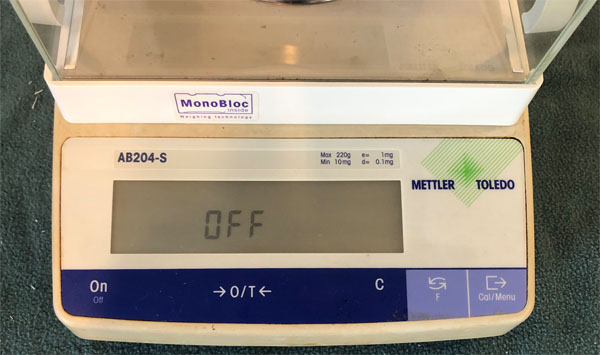 MonoBloc
inside
Weighing technology
AB204-S
Max 220g e= 1mg
Min 10mg d= 0.1mg
METTLER TOLEDO
OFF
On
Off
→O/T←
C
F
Cal/Menu